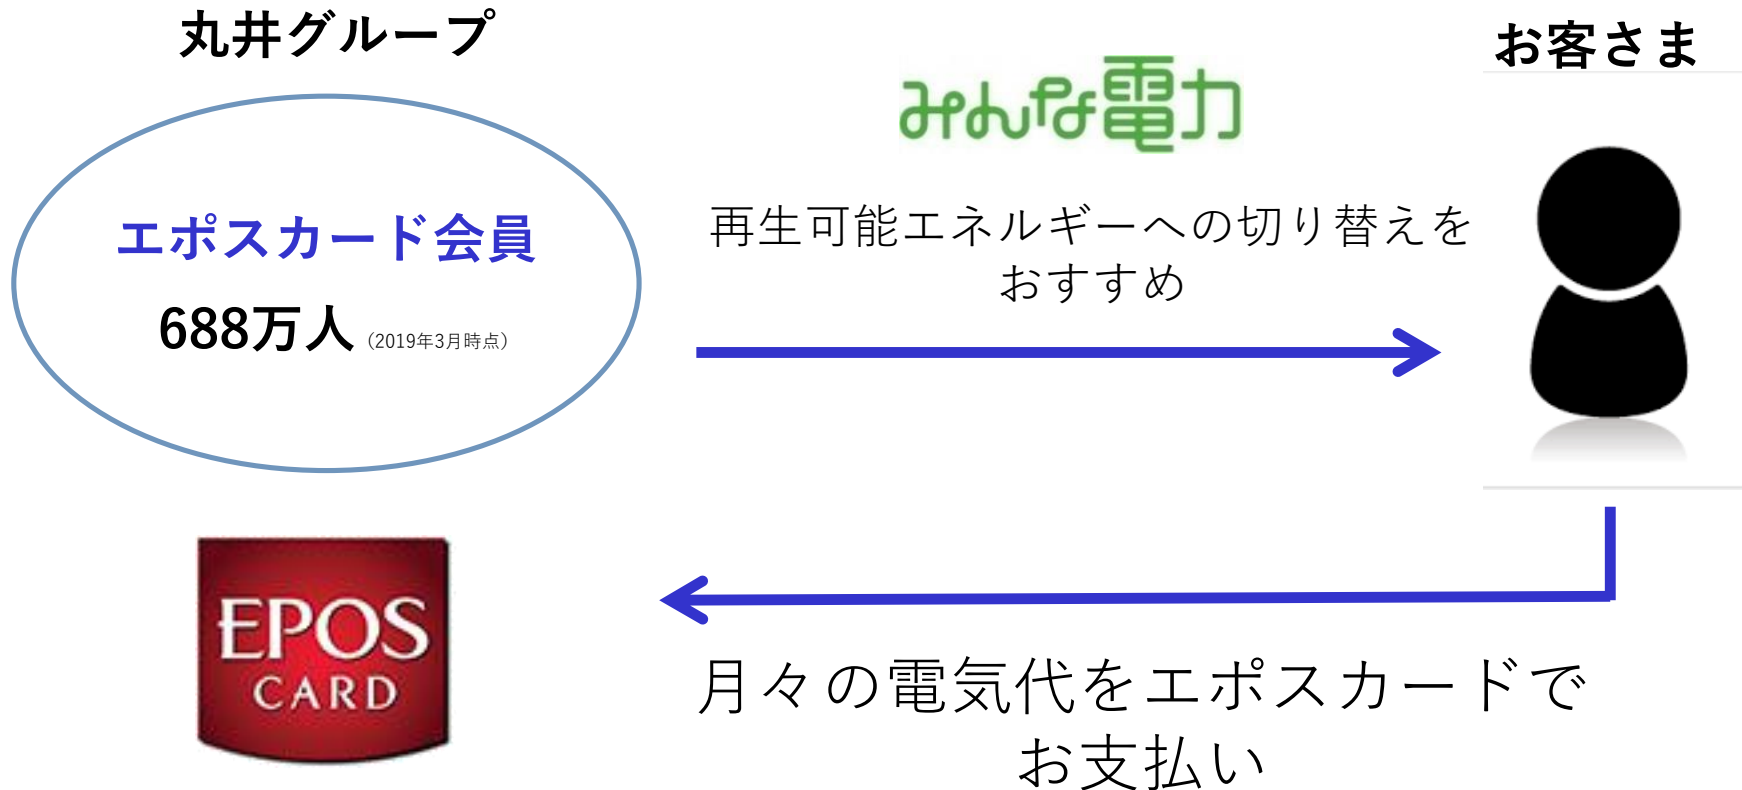 丸井グループ
エポスカード会員
688万人 (2019年3月時点)
EPOS
CARD
みんな電力
再生可能エネルギーへの切り替えを
おすすめ
お客さま
月々の電気代をエポスカードで
お支払い